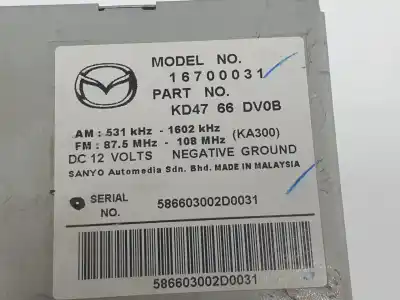 MODEL NO.
16700031
PART NO.
KD47 66 DV0B
AM : 531 kHz - 1602 kHz
FM : 87.5 MHz - 108 MHz (KA300)
DC 12 VOLTS NEGATIVE GROUND
SANYO Automedia Sdn. Bhd. MADE IN MALAYSIA
SERIAL NO. 586603002D0031
586603002D0031